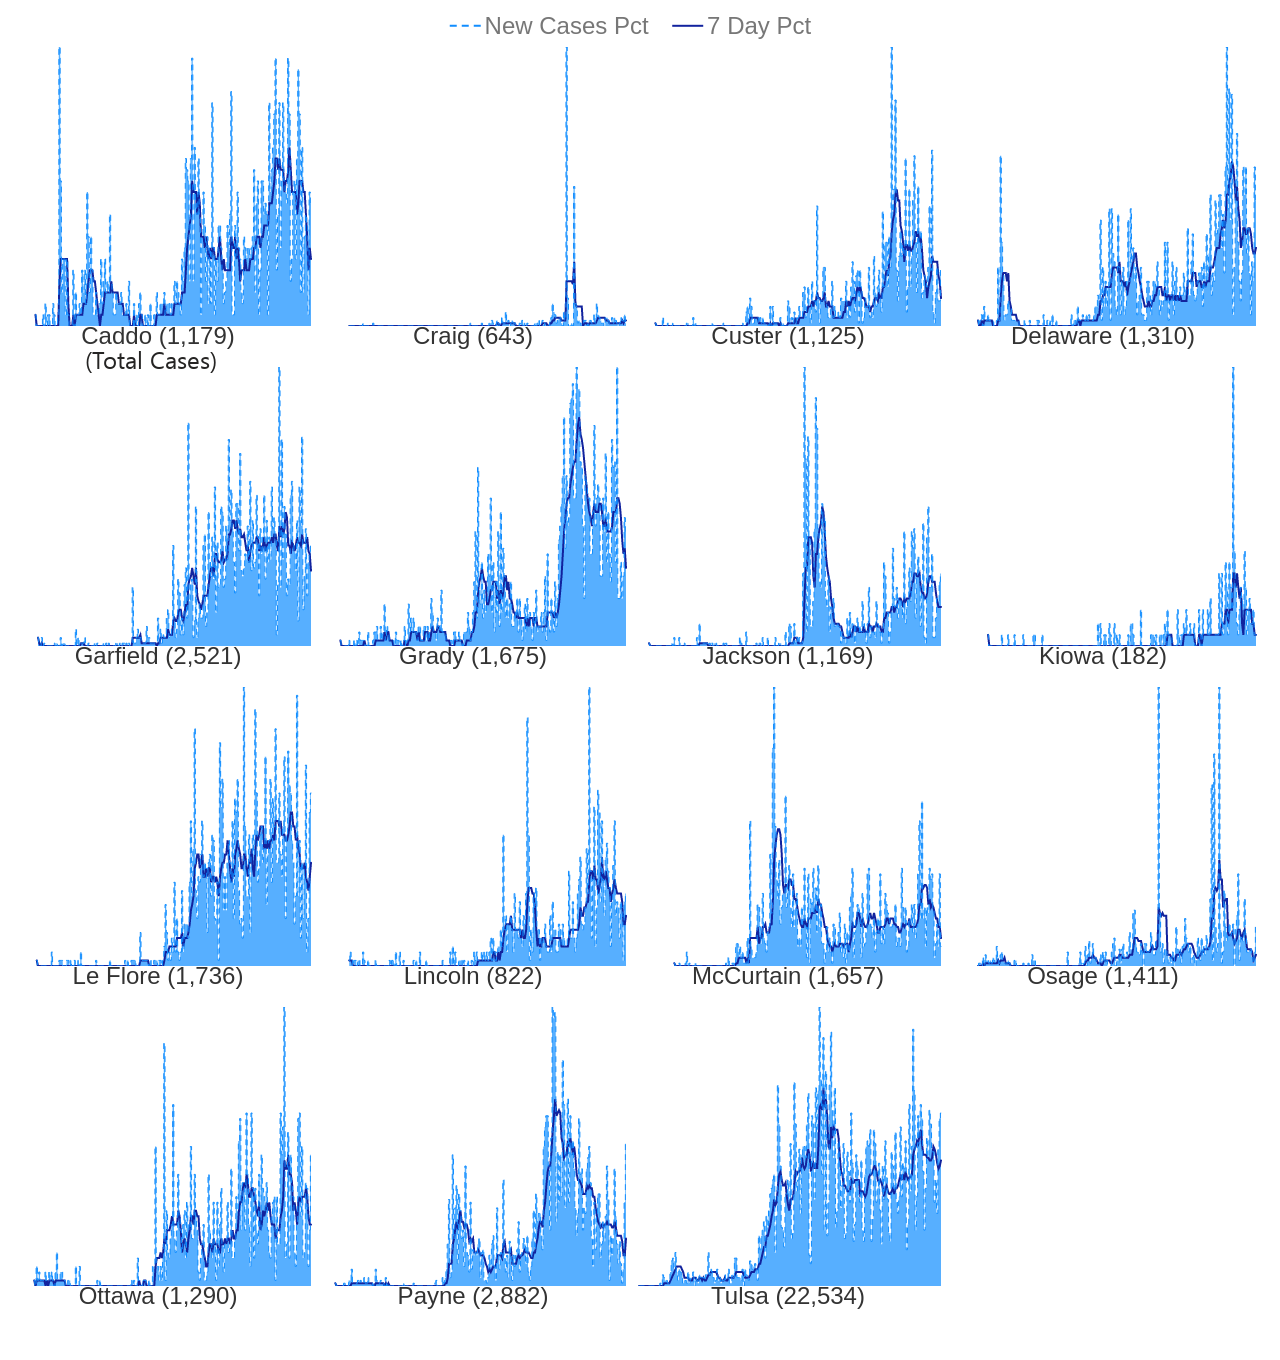 New Cases Pct 7 Day Pct
Caddo (1,179) Craig (643) Custer (1,125) Delaware (1,310)
(Total Cases)
Garfield (2,521) Grady (1,675) Jackson (1,169) Kiowa (182)
Le Flore (1,736) Lincoln (822) McCurtain (1,657) Osage (1,411)
Ottawa (1,290) Payne (2,882) Tulsa (22,534)